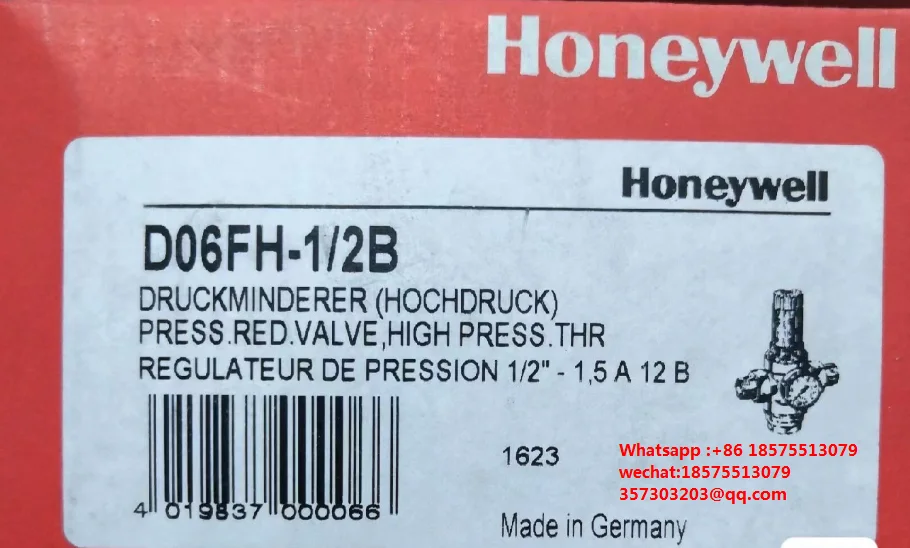 Honeywell
Honeywell
D06FH-1/2B
DRUCKMINDERER (HOCHDRUCK)
PRESS.RED.VALVE,HIGH PRESS.THR
REGULATEUR DE PRESSION 1/2" - 1,5 A 12 B
1623
Whatsapp :+86 18575513079
wechat:18575513079
357303203@qq.com
4 019837 000066
Made in Germany